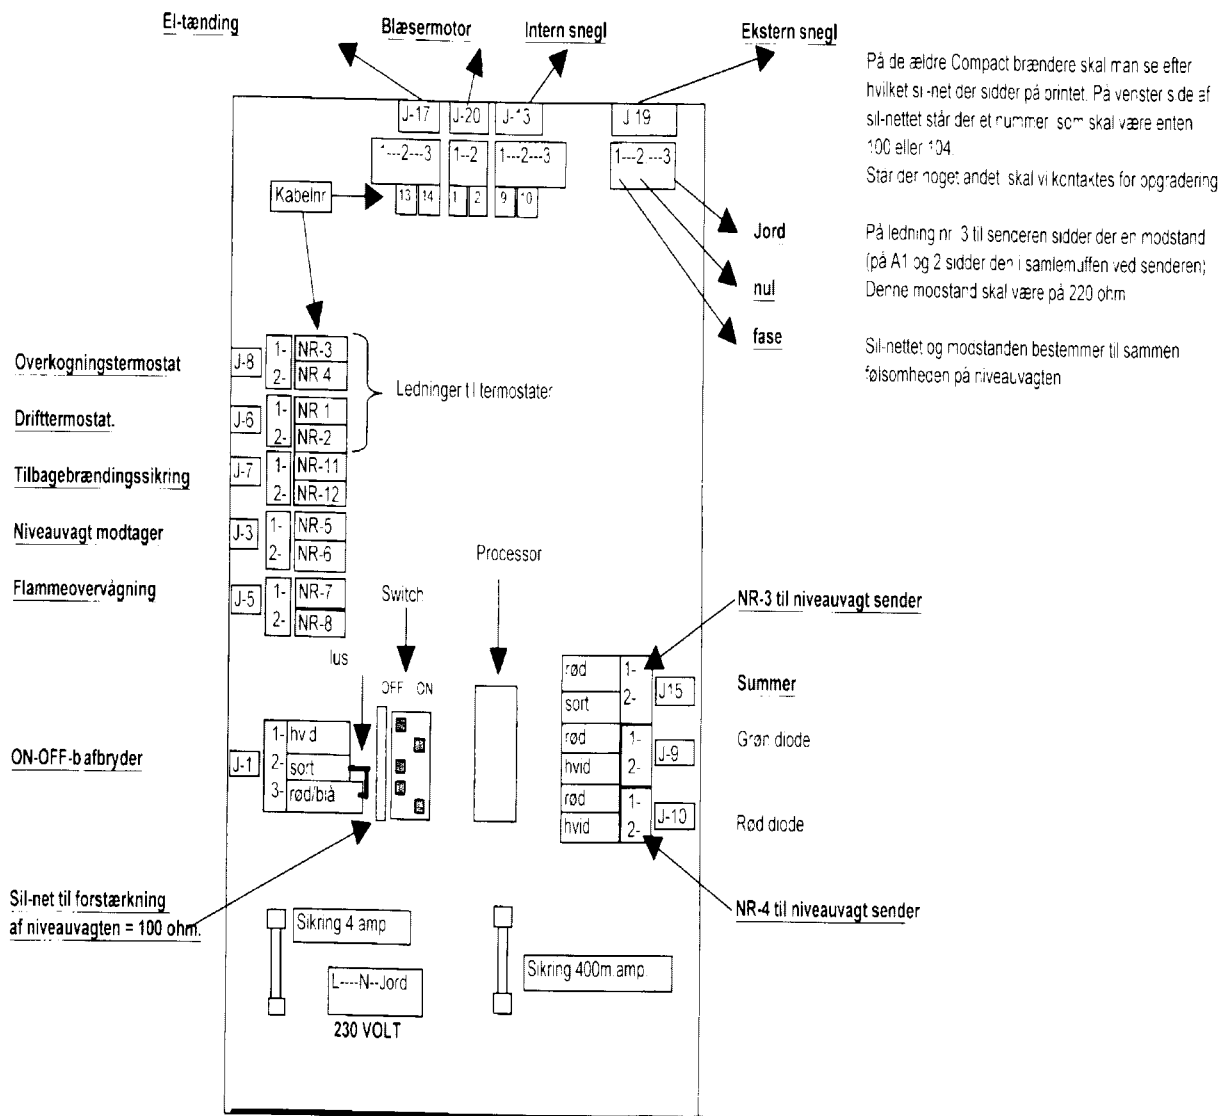 El-tænding
Blæsermotor
Intern snegl
Ekstern snegl
På de ældre Compact brændere skal man se efter
hvilket sil-net der sidder på printet. På venster side af
sil-nettet står der et nummer som skal være enten
100 eller 104.
Står der noget andet skal vi kontaktes for opgradering
På ledning nr. 3 til senderen sidder der en modstand
(på A1 og 2 sidder den i samlemuffen ved senderen)
Denne modstand skal være på 220 ohm
Sil-nettet og modstanden bestemmer til sammen
følsomheden på niveauvagten
J-17
J-20
J-13
J 19
1---2---3
1--2
1---2---3
1---2---3
Kabelnr
13
14
1
2
9
10
Jord
nul
fase
Overkogningstermostat
J-8
1-
NR-3
2-
NR 4
Ledninger til termostater
Drifttermostat.
J-6
1-
NR 1
2-
NR-2
Tilbagebrændingssikring
J-7
1-
NR-11
2-
NR-12
Niveauvagt modtager
J-3
1-
NR-5
2-
NR-6
Flammeovervågning
J-5
1-
NR-7
2-
NR-8
Switch
Processor
lus
OFF
ON
NR-3 til niveauvagt sender
rød
1-
sort
2-
J15
Summer
rød
1-
hvid
2-
J-9
Grøn diode
rød
1-
hvid
2-
J-10
Rød diode
NR-4 til niveauvagt sender
ON-OFF-b afbryder
J-1
1-
hvid
2-
sort
3-
rød/blå
Sil-net til forstærkning
af niveauvagten = 100 ohm.
Sikring 4 amp
Sikring 400m.amp.
L----N--Jord
230 VOLT